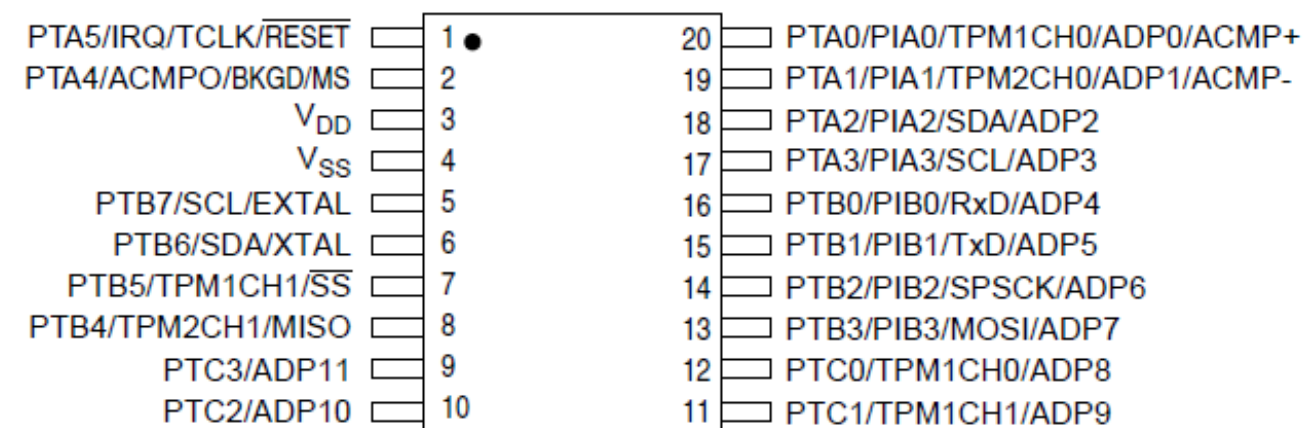 PTA5/IRQ/TCLK/RESET 1 20 PTA0/PIA0/TPM1CH0/ADP0/ACMP+
PTA4/ACMPO/BKGD/MS 2 19 PTA1/PIA1/TPM2CH0/ADP1/ACMP-
VDD 3 18 PTA2/PIA2/SDA/ADP2
VSS 4 17 PTA3/PIA3/SCL/ADP3
PTB7/SCL/EXTAL 5 16 PTB0/PIB0/RxD/ADP4
PTB6/SDA/XTAL 6 15 PTB1/PIB1/TxD/ADP5
PTB5/TPM1CH1/SS 7 14 PTB2/PIB2/SPSCK/ADP6
PTB4/TPM2CH1/MISO 8 13 PTB3/PIB3/MOSI/ADP7
PTC3/ADP11 9 12 PTC0/TPM1CH0/ADP8
PTC2/ADP10 10 11 PTC1/TPM1CH1/ADP9